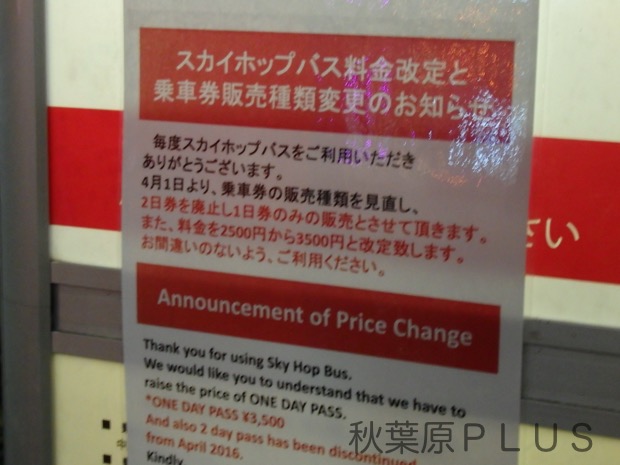 スカイホップバス料金改定と
乗車券販売種類変更のお知らせ
毎度スカイホップバスをご利用いただき
ありがとうございます。
4月1日より、乗車券の販売種類を見直し、
2日券を廃止し1日券のみの販売とさせて頂きます。
また、料金を2500円から3500円と改定致します。
お間違いのないよう、ご利用ください。
さい
Announcement of Price Change
Thank you for using Sky Hop Bus.
We would like you to understand that we have to
raise the price of ONE DAY PASS.
*ONE DAY PASS ¥3,500
And also 2 day pass has been discontinued
from April 2016.
Kindly
秋葉原PLUS